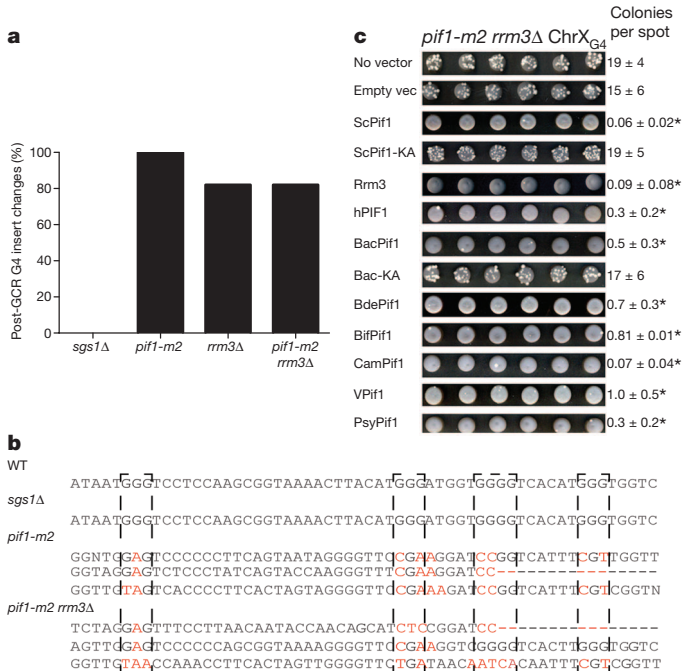 a
Post-GCR G4 insert changes (%)
100
80
60
40
20
0
sgs1Δ
pif1-m2
rrm3Δ
pif1-m2
rrm3Δ
c
pif1-m2 rrm3Δ ChrX_G4
Colonies
per spot
No vector 19 ± 4
Empty vec 15 ± 6
ScPif1 0.06 ± 0.02*
ScPif1-KA 19 ± 5
Rrm3 0.09 ± 0.08*
hPIF1 0.3 ± 0.2*
BacPif1 0.5 ± 0.3*
Bac-KA 17 ± 6
BdePif1 0.7 ± 0.3*
BifPif1 0.81 ± 0.01*
CamPif1 0.07 ± 0.04*
VPif1 1.0 ± 0.5*
PsyPif1 0.3 ± 0.2*
b
WT
ATAATGGGTCCTCCAAGCGGTAAAACTTACATGGGATGGTGGGGTCACATGGGTGGTC
sgs1Δ
ATAATGGGTCCTCCAAGCGGTAAAACTTACATGGGATGGTGGGGTCACATGGGTGGTC
pif1-m2
GGNTGGAGTCCCCCCTTCAGTAATAGGGGTTCCGAAGGATCCGGTCATTTCGTTGGTT
GGTAGGAGTCTCCCTATCAGTACCAAGGGTTTCGAAGGATCC----------------
GGTTGTAGTCCACCCTTCACTAGTAGGGGTTCCGAAAGATCCGGTCATTTCGTCGGTN
pif1-m2 rrm3Δ
TCTAGGAGTTTCCTTAACAATACCAACAGCATCTCCGGATCC----------------
AGTTGGAGTCCCCACAGCGGTAAAAGGGGTTCCGAAGGTGGGGTCACTTGGGTGGTC
GGTTGTAACCAAACCTTCACTAGTTGGGGTTCTGATAACAATCACAATTTCGTCGGTT